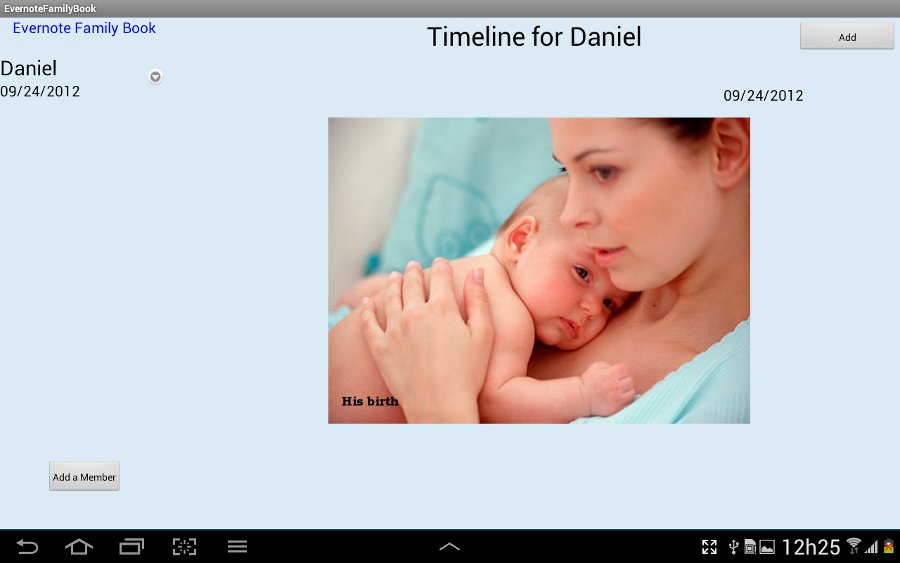 EvernoteFamilyBook
Evernote Family Book
Timeline for Daniel
Add
Daniel
09/24/2012
09/24/2012
His birth
Add a Member
12h25